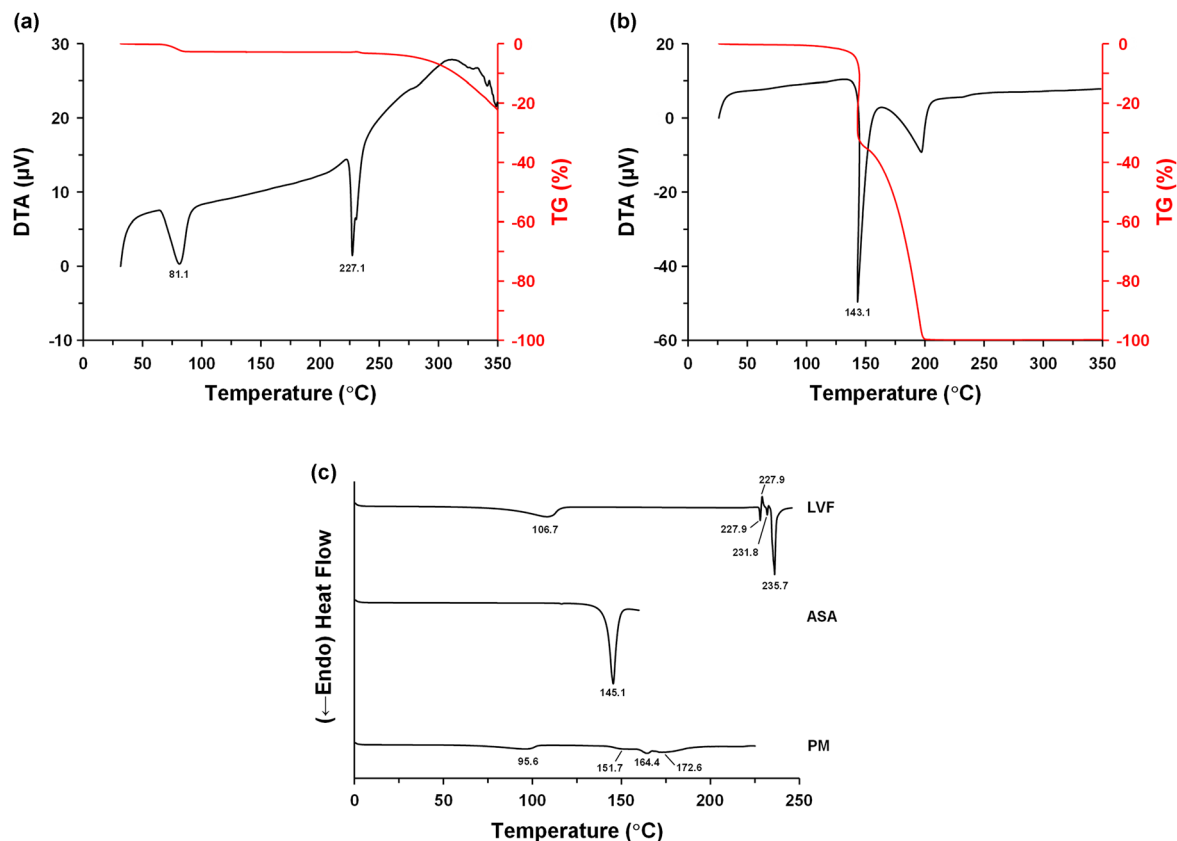 (a)
30
20
10
0
-10
DTA (µV)
0
-20
-40
-60
-80
-100
TG (%)
81.1
227.1
0 50 100 150 200 250 300 350
Temperature (°C)
(b)
20
0
-20
-40
-60
DTA (µV)
0
-20
-40
-60
-80
-100
TG (%)
143.1
0 50 100 150 200 250 300 350
Temperature (°C)
(c)
(←Endo) Heat Flow
227.9
LVF
106.7
227.9
231.8
235.7
ASA
145.1
PM
95.6
151.7
164.4
172.6
0 50 100 150 200 250
Temperature (°C)